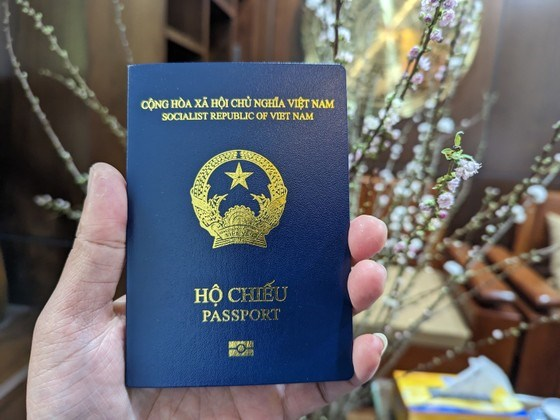 CỘNG HÒA XÃ HỘI CHỦ NGHĨA VIỆT NAM
SOCIALIST REPUBLIC OF VIET NAM
HỘ CHIẾU
PASSPORT